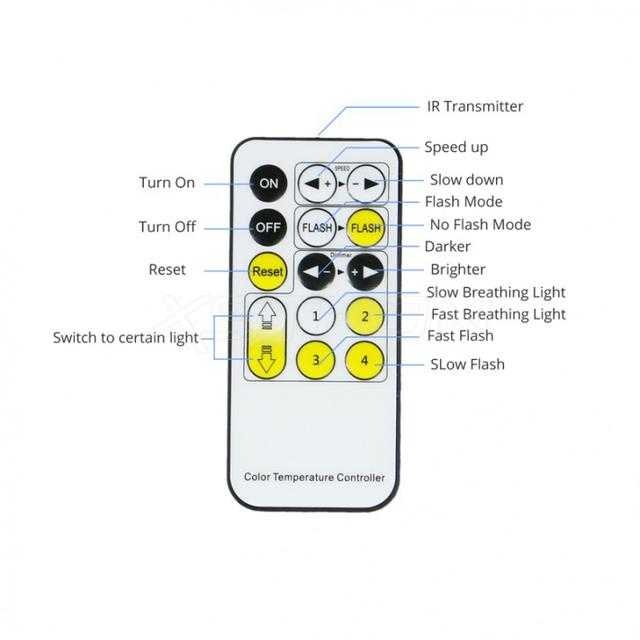 IR Transmitter
Speed up
Turn On
ON
SPEED
+
−
Slow down
Flash Mode
Turn Off
OFF
FLASH
FLASH
No Flash Mode
Darker
Dimmer
Reset
Reset
−
+
Brighter
Slow Breathing Light
1
2
Fast Breathing Light
Switch to certain light
Fast Flash
3
4
SLow Flash
Color Temperature Controller